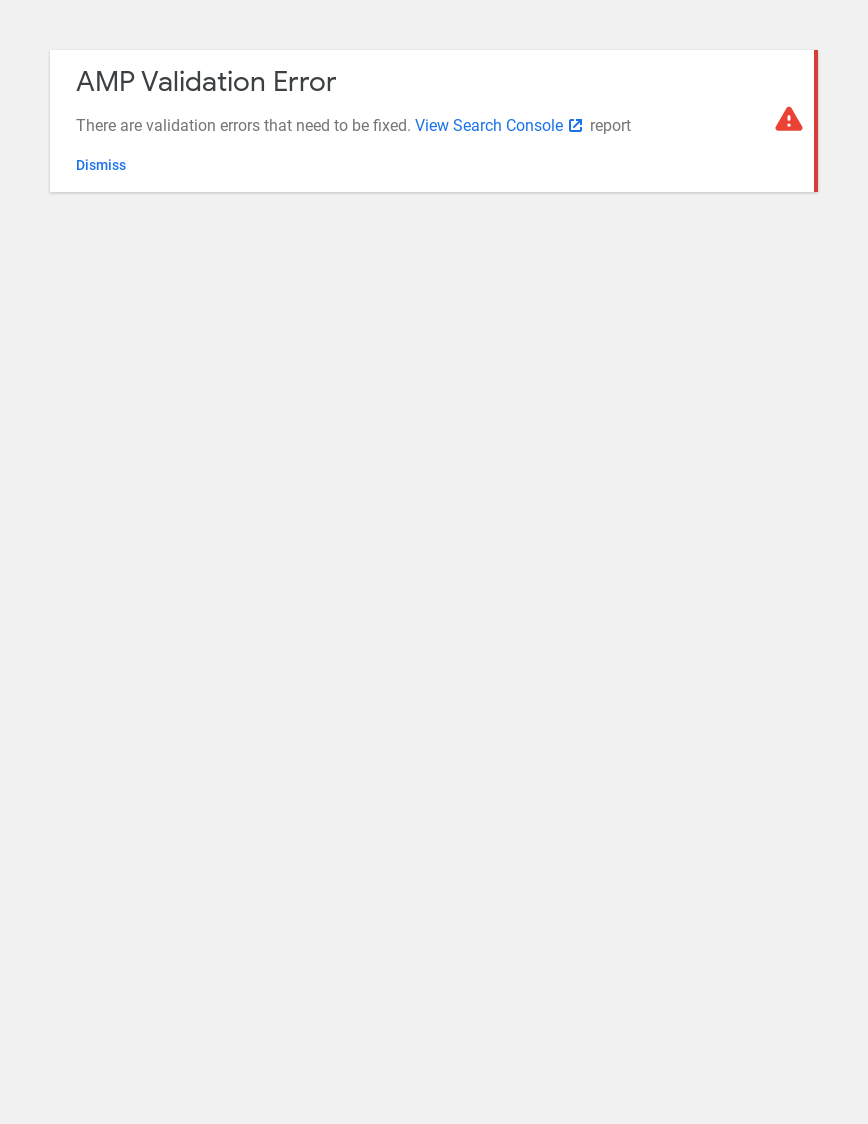 AMP Validation Error
There are validation errors that need to be fixed. View Search Console report
Dismiss